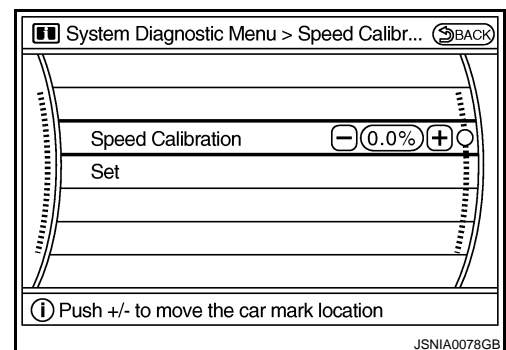 System Diagnostic Menu > Speed Calibr... BACK
Speed Calibration − 0.0% +
Set
i Push +/- to move the car mark location
JSNIA0078GB